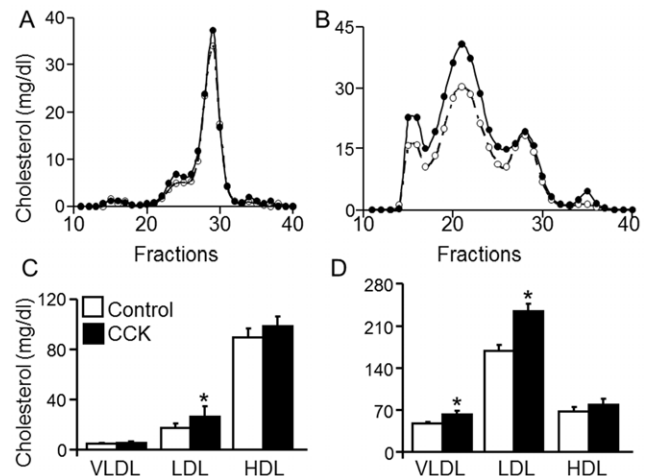 A
B
40
30
20
10
0
Cholesterol (mg/dl)
10 20 30 40
Fractions
45
30
15
0
10 20 30 40
Fractions
C
D
120
80
40
0
Cholesterol (mg/dl)
Control
CCK
*
VLDL LDL HDL
280
210
140
70
0
* *
VLDL LDL HDL